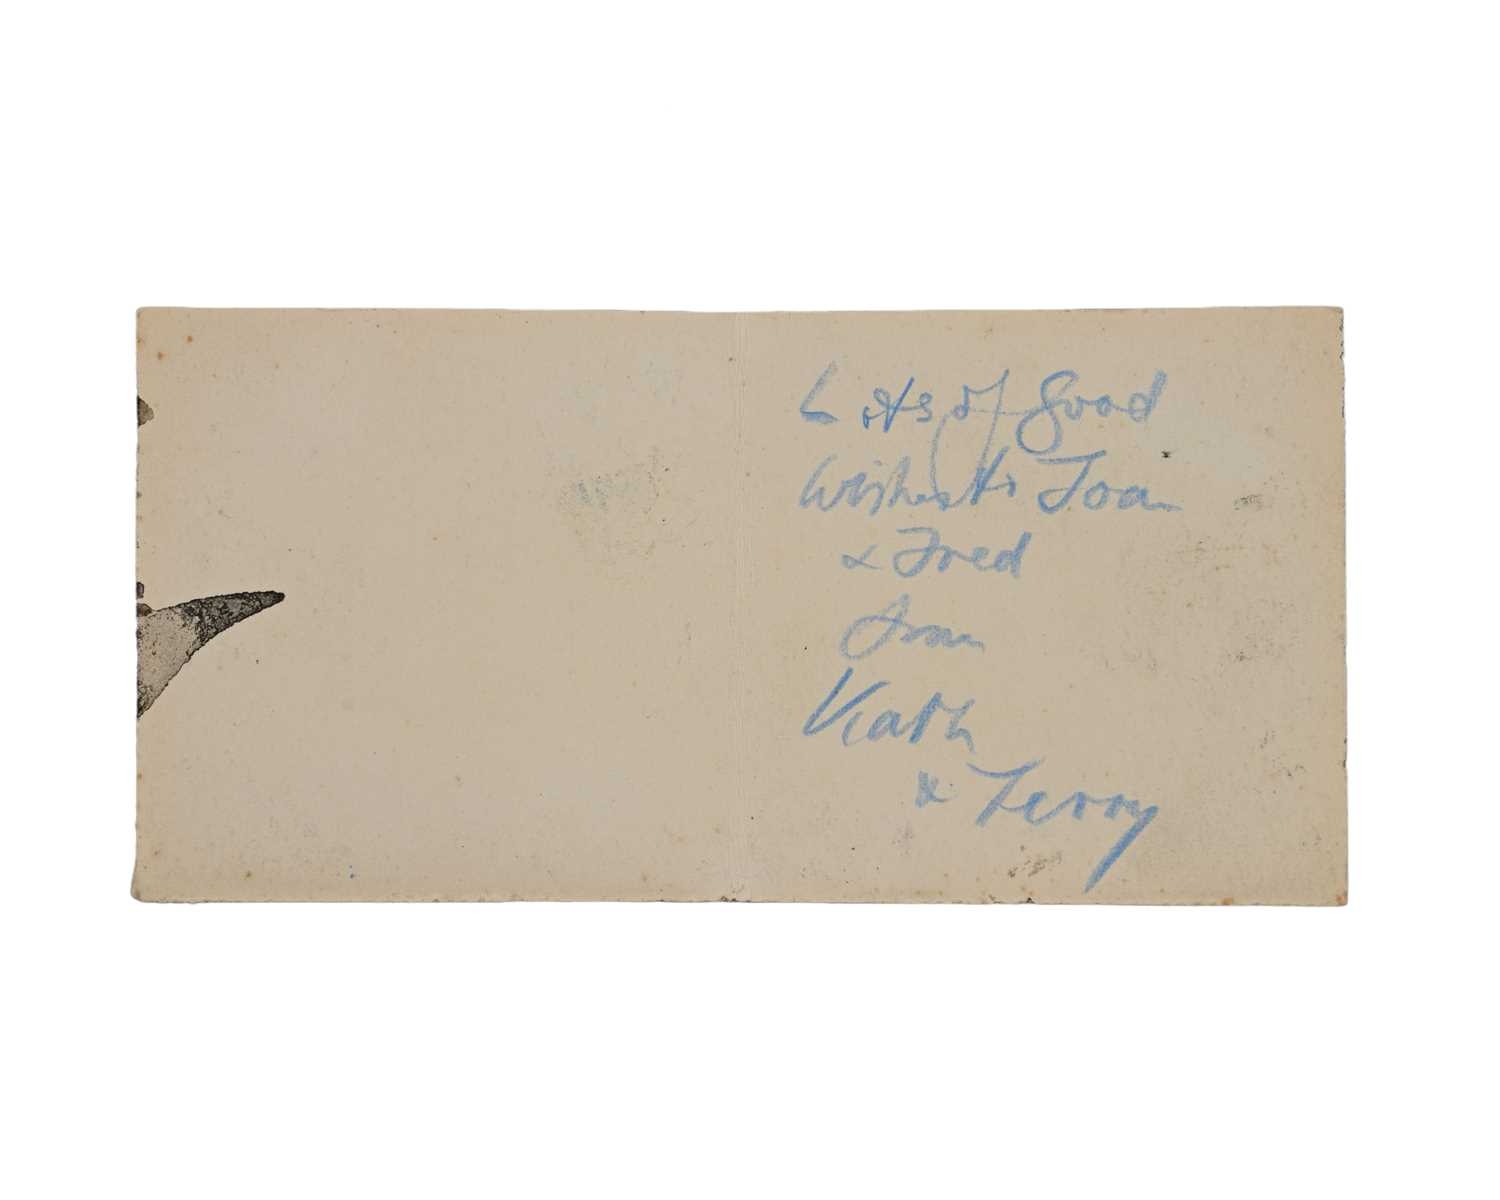 Lots of Good
Wishes to Joan
& Fred
from
Kath
& Terry